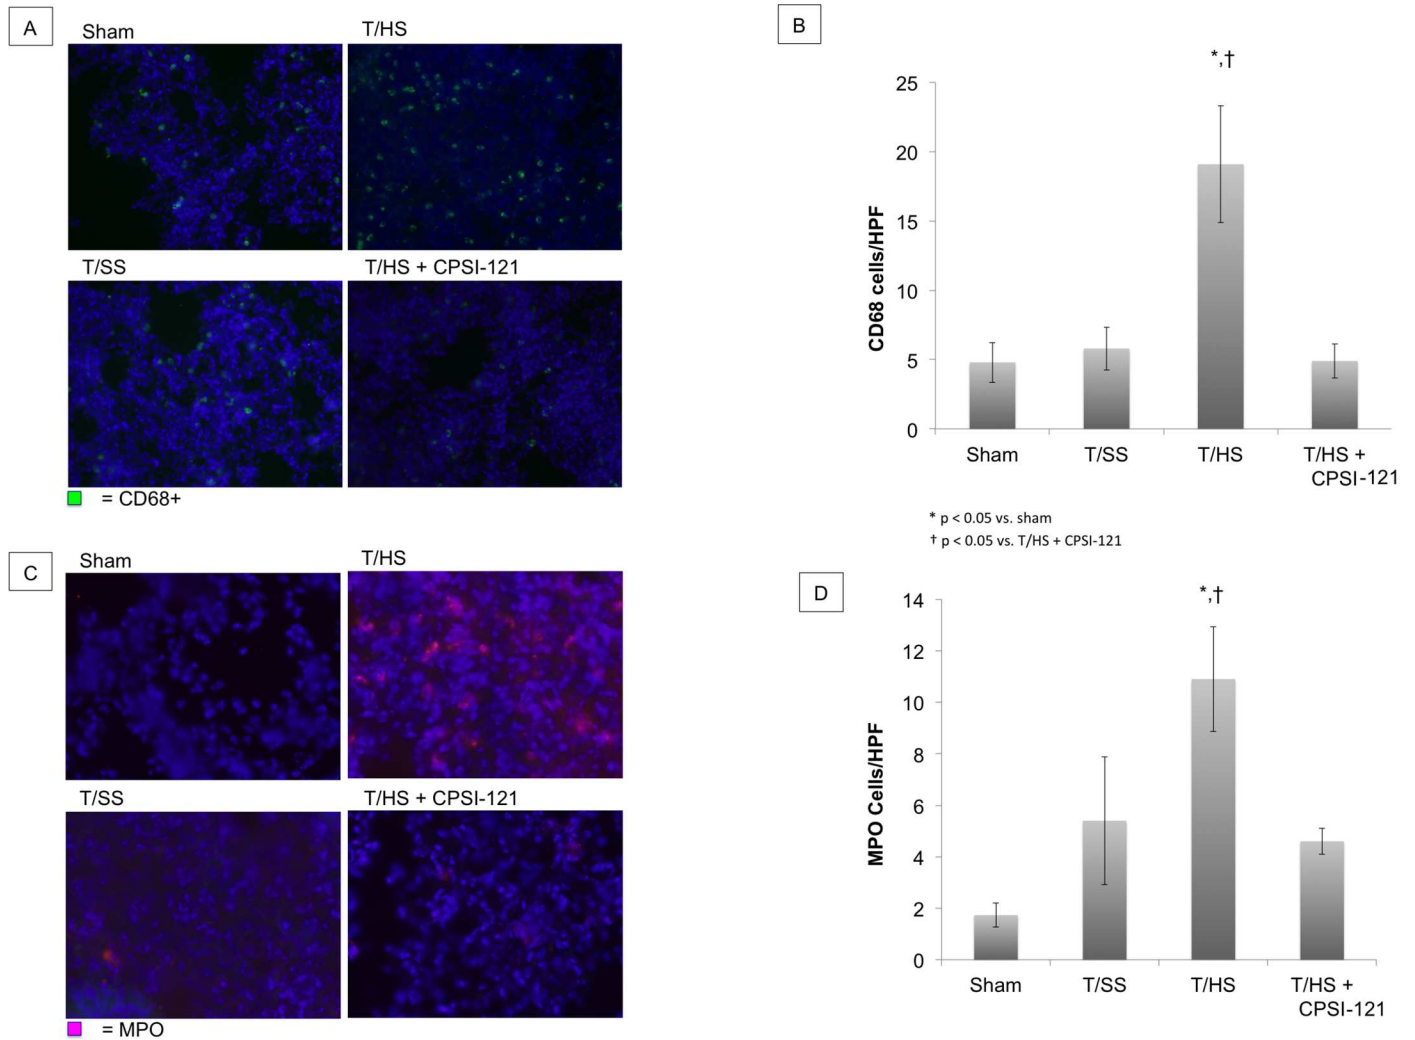 A
Sham
T/HS
T/SS
T/HS + CPSI-121
= CD68+
B
*,†
25
20
15
10
5
0
CD68 cells/HPF
Sham
T/SS
T/HS
T/HS +
CPSI-121
* p < 0.05 vs. sham
† p < 0.05 vs. T/HS + CPSI-121
C
Sham
T/HS
T/SS
T/HS + CPSI-121
= MPO
D
*,†
14
12
10
8
6
4
2
0
MPO Cells/HPF
Sham
T/SS
T/HS
T/HS +
CPSI-121